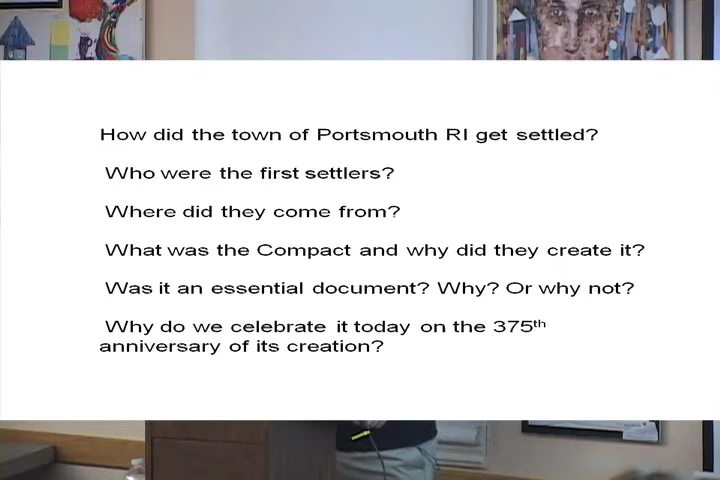 How did the town of Portsmouth RI get settled?
Who were the first settlers?
Where did they come from?
What was the Compact and why did they create it?
Was it an essential document? Why? Or why not?
Why do we celebrate it today on the 375th
anniversary of its creation?